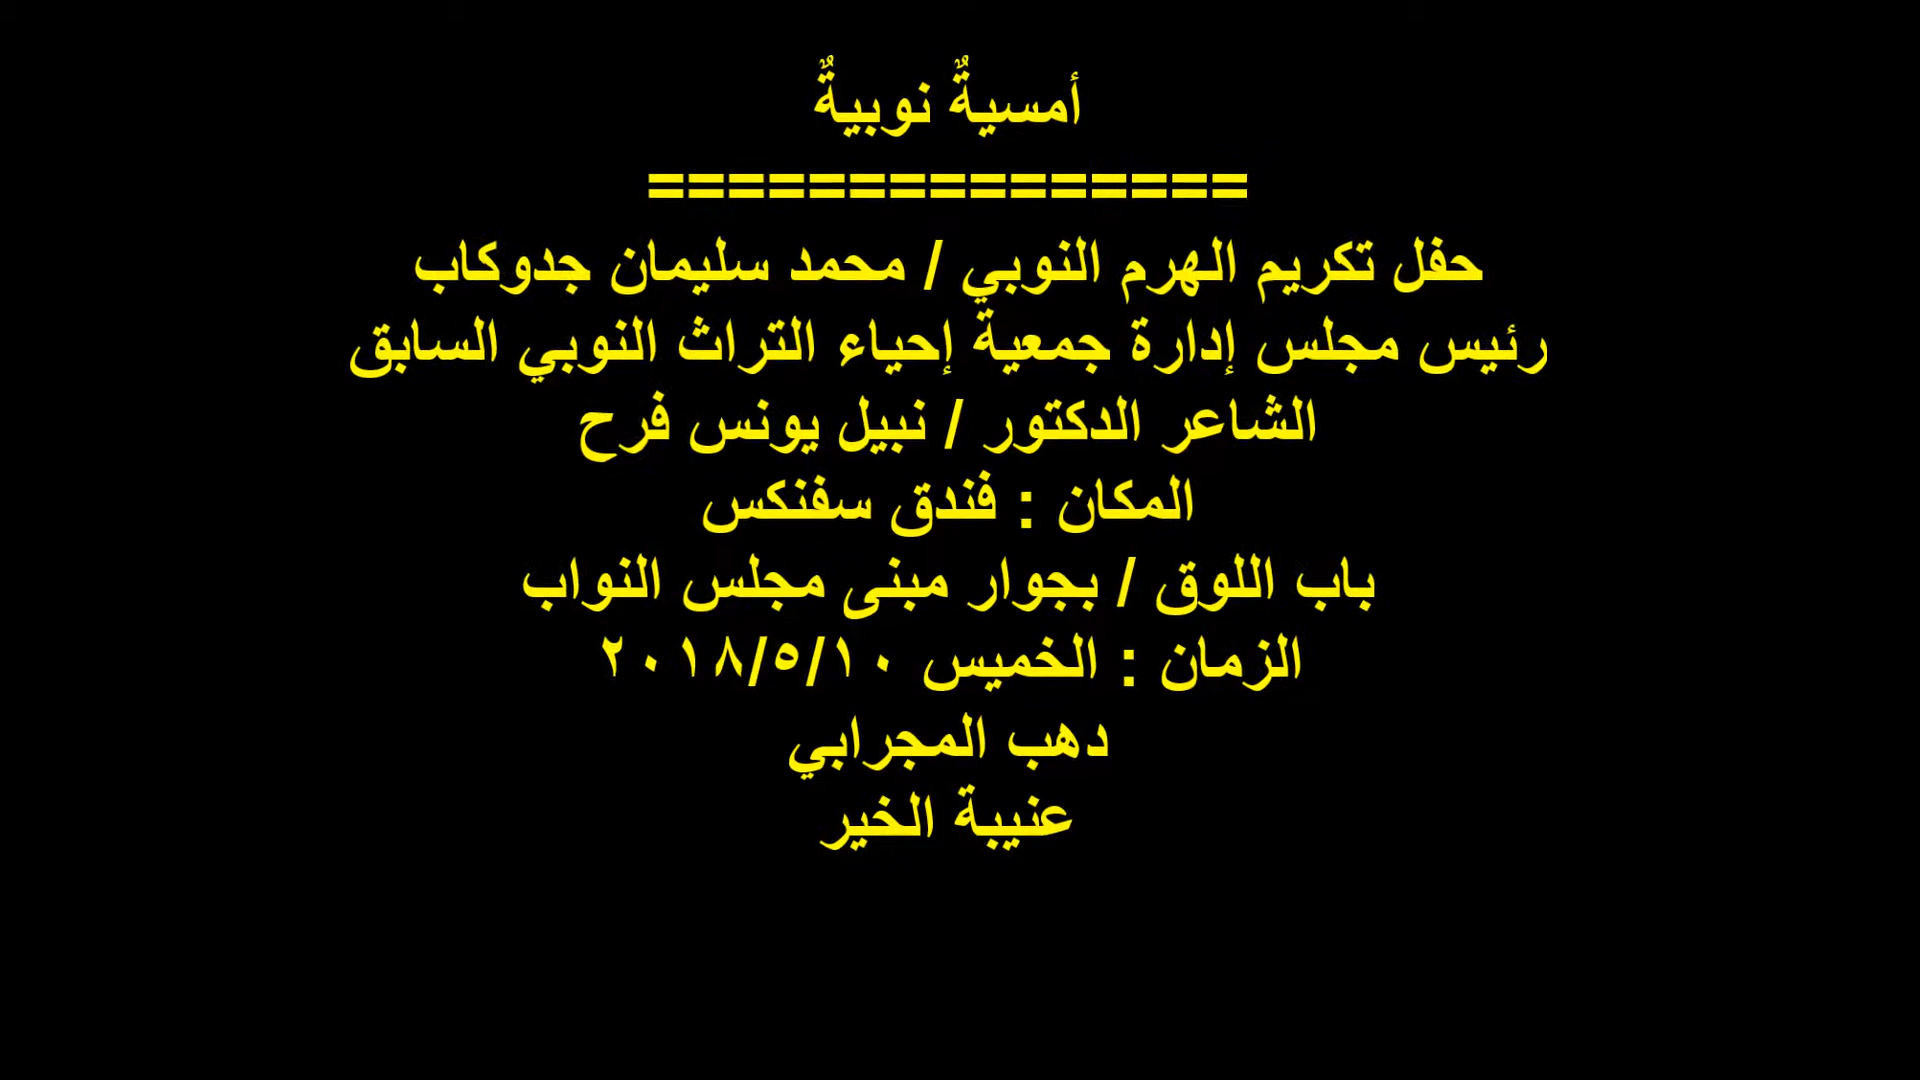 أمسيةٌ نوبيةٌ
===============
حفل تكريم الهرم النوبي / محمد سليمان جدوكاب
رئيس مجلس إدارة جمعية إحياء التراث النوبي السابق
الشاعر الدكتور / نبيل يونس فرح
المكان : فندق سفنكس
باب اللوق / بجوار مبنى مجلس النواب
الزمان : الخميس ٢٠١٨/٥/١٠
دهب المجرابي
عنيبة الخير